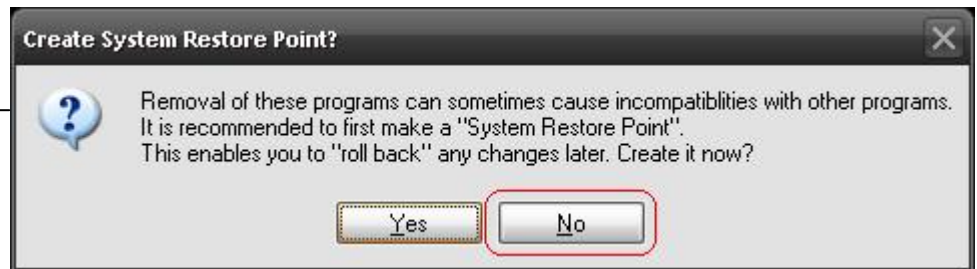 Create System Restore Point?
Removal of these programs can sometimes cause incompatiblities with other programs.
It is recommended to first make a "System Restore Point".
This enables you to "roll back" any changes later. Create it now?
Yes
No